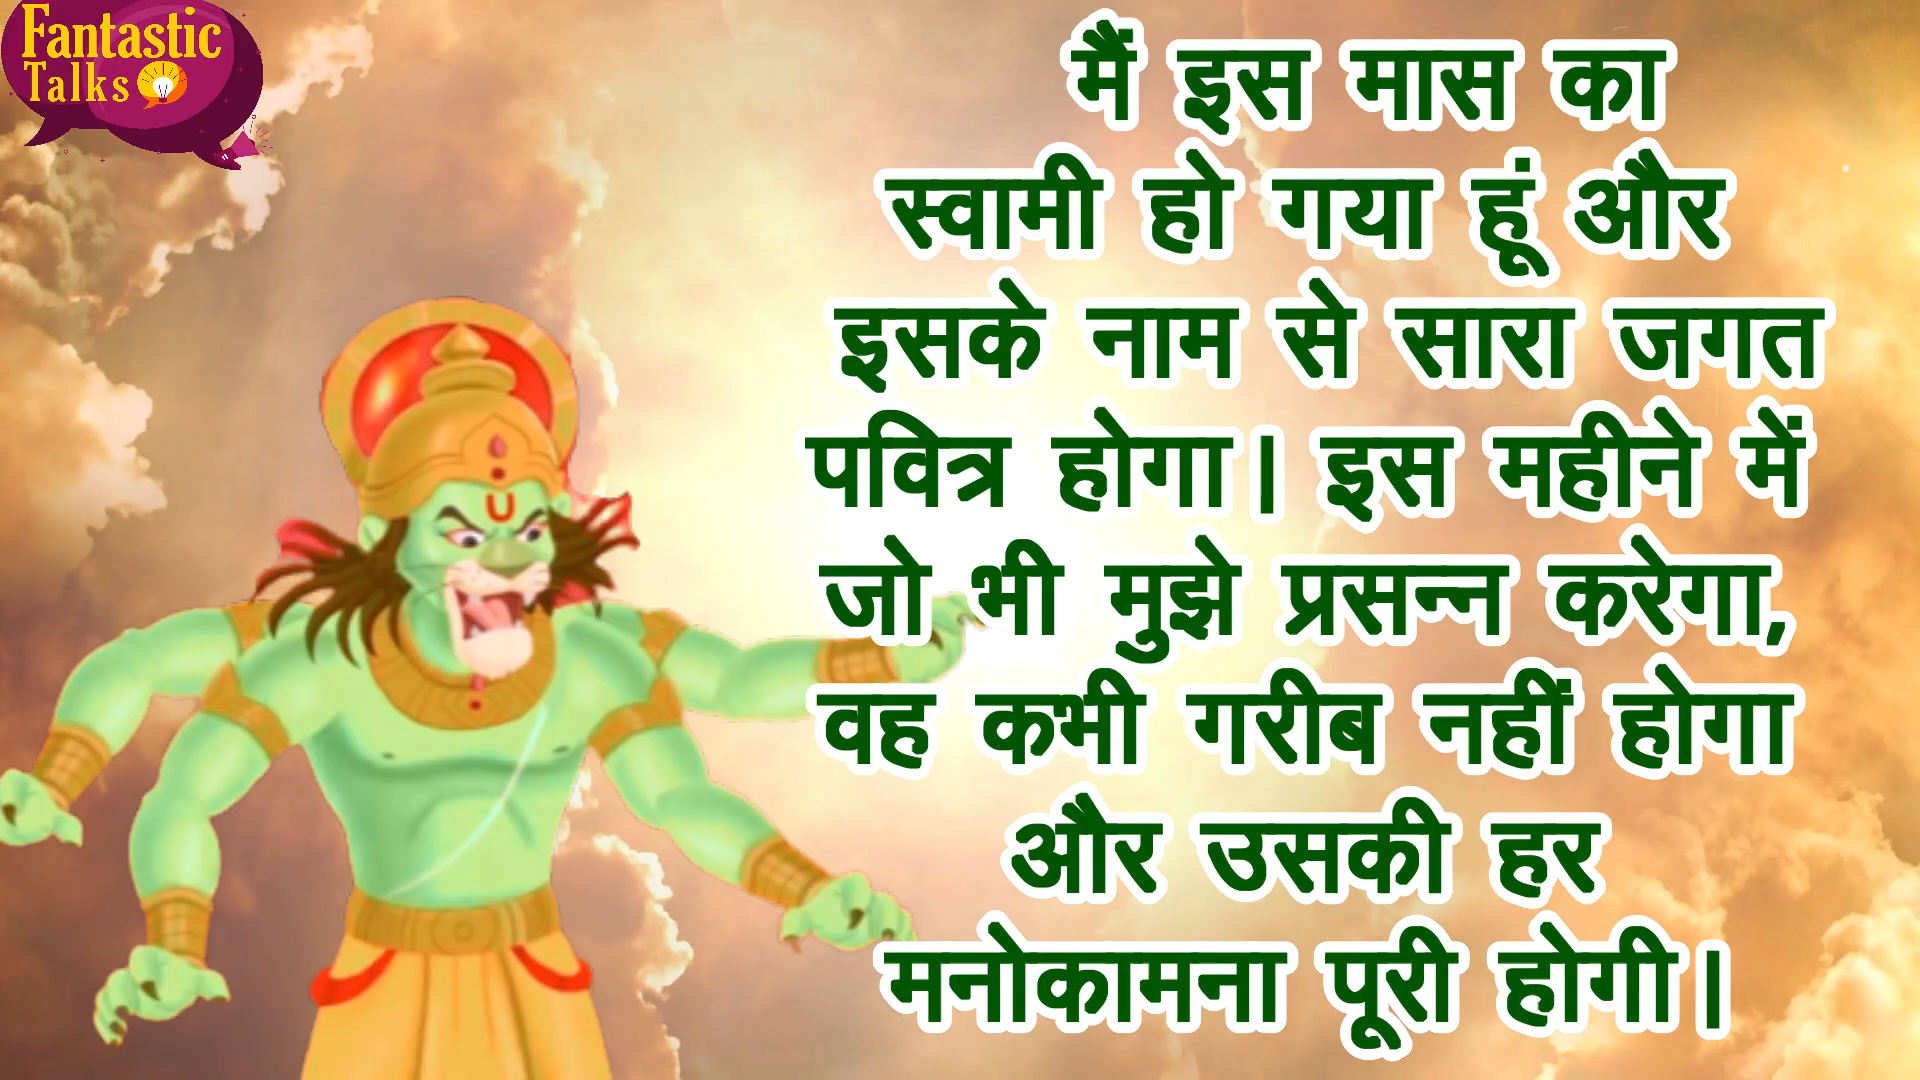 Fantastic
Talks
मैं इस मास का
स्वामी हो गया हूं और
इसके नाम से सारा जगत
पवित्र होगा। इस महीने में
जो भी मुझे प्रसन्न करेगा,
वह कभी गरीब नहीं होगा
और उसकी हर
मनोकामना पूरी होगी।